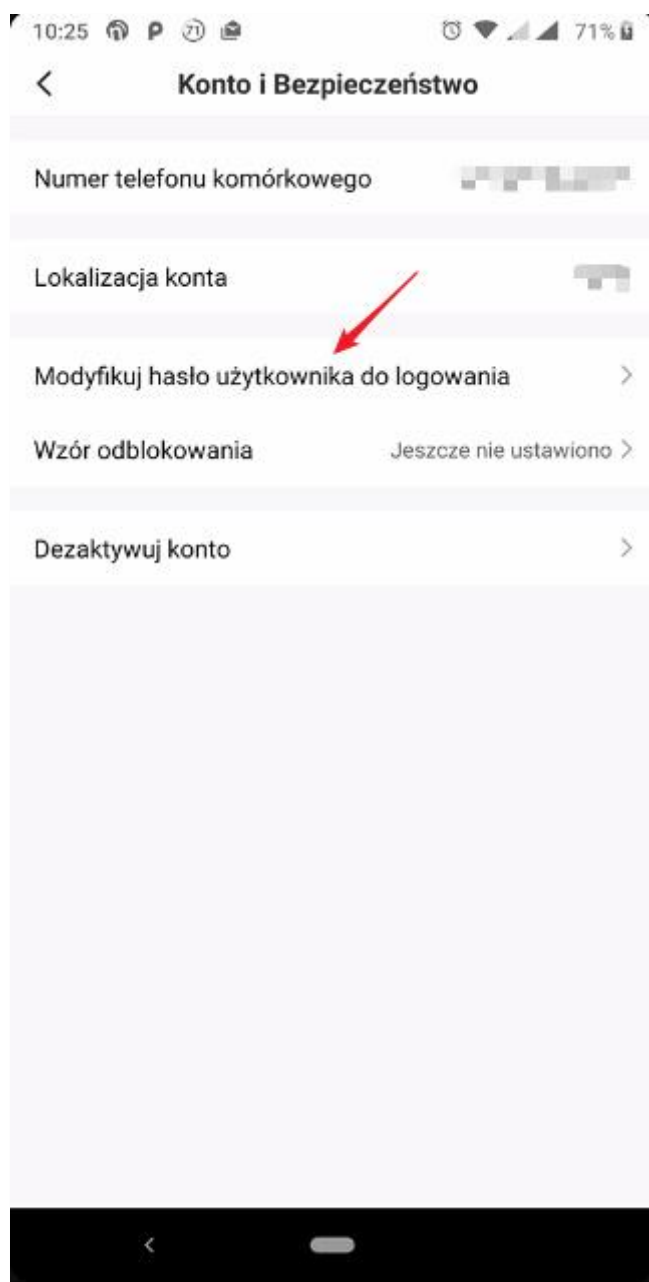 10:25 P 71 71%
Konto i Bezpieczeństwo
Numer telefonu komórkowego
Lokalizacja konta
Modyfikuj hasło użytkownika do logowania
Wzór odblokowania Jeszcze nie ustawiono
Dezaktywuj konto